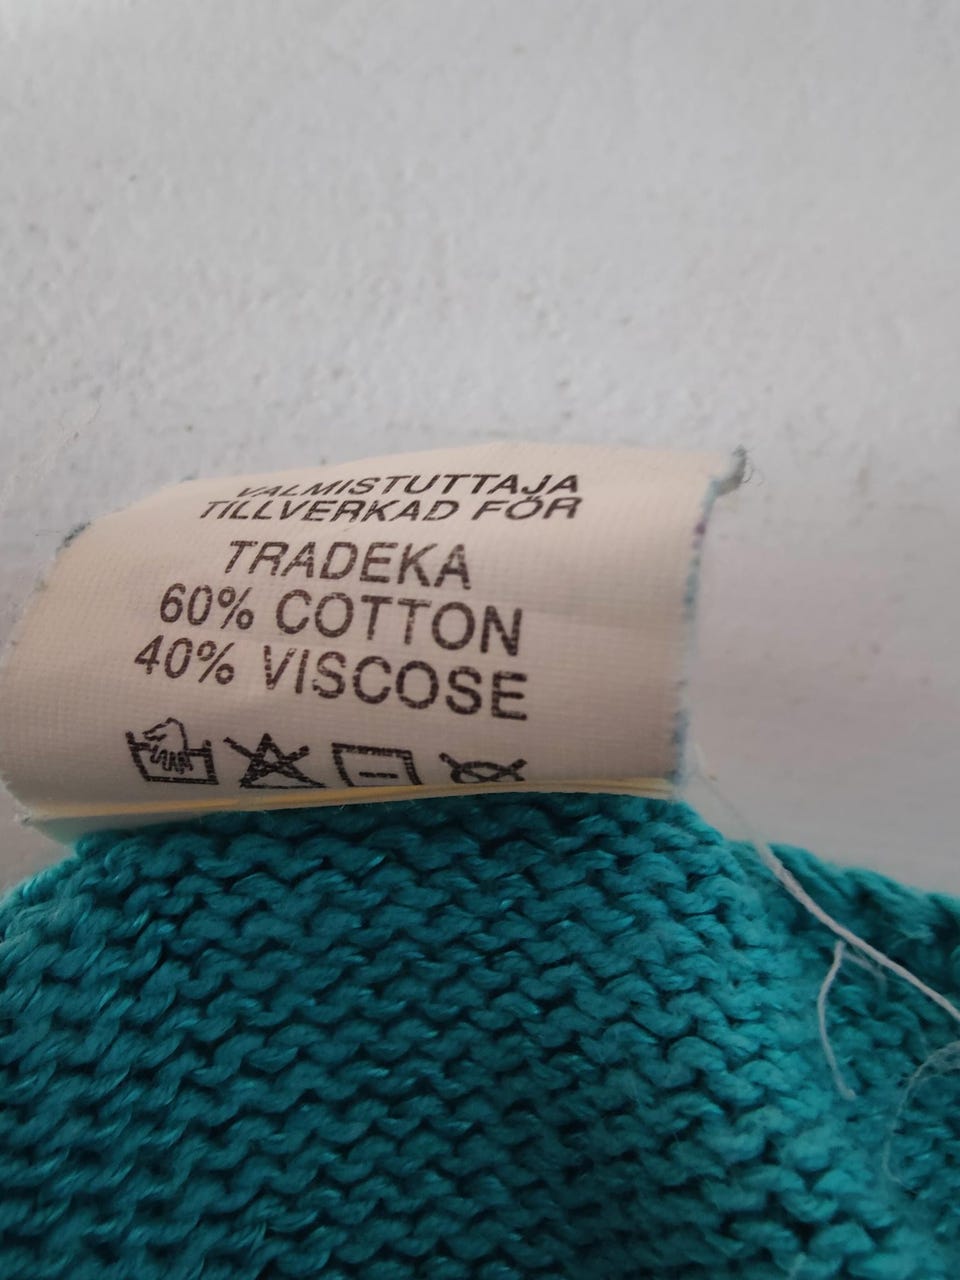 VALMISTUTTAJA
TILLVERKAD FÖR
TRADEKA
60% COTTON
40% VISCOSE